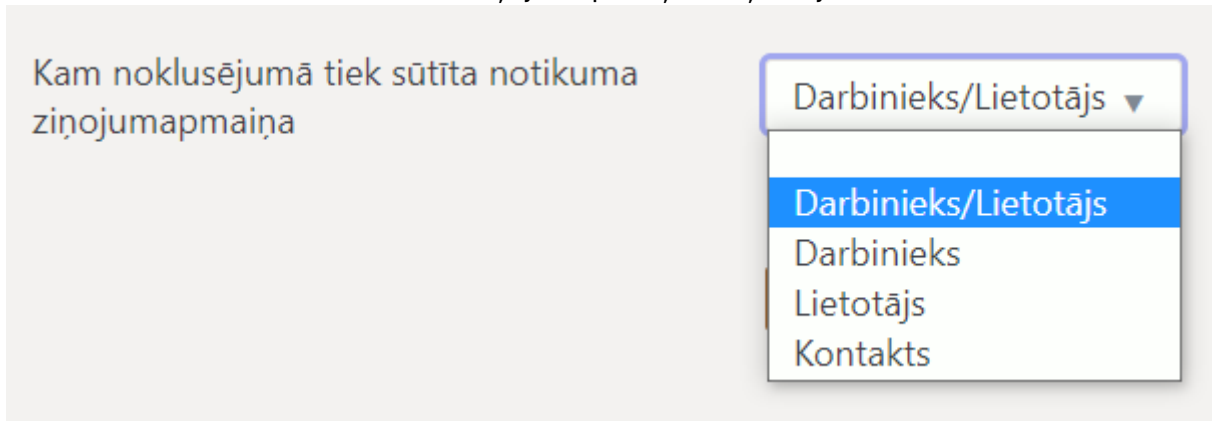 Kam noklusējumā tiek sūtīta notikuma
ziņojumapmaiņa
Darbinieks/Lietotājs
Darbinieks/Lietotājs
Darbinieks
Lietotājs
Kontakts